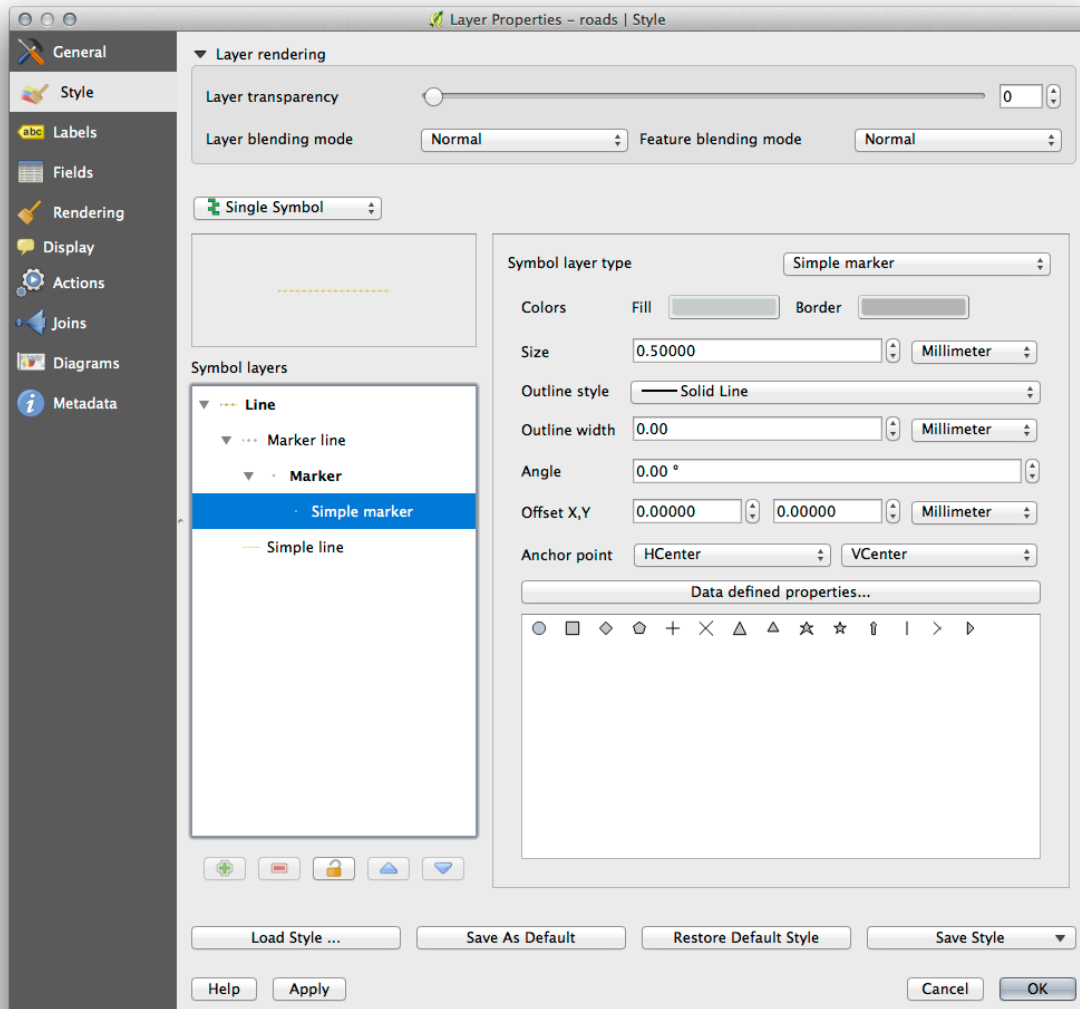 Layer Properties – roads | Style
General
Style
abc Labels
Fields
Rendering
Display
Actions
Joins
Diagrams
i Metadata
Layer rendering
Layer transparency 0
Layer blending mode Normal Feature blending mode Normal
Single Symbol
Symbol layers
Line
Marker line
Marker
Simple marker
Simple line
Symbol layer type Simple marker
Colors Fill Border
Size 0.50000 Millimeter
Outline style Solid Line
Outline width 0.00 Millimeter
Angle 0.00 °
Offset X,Y 0.00000 0.00000 Millimeter
Anchor point HCenter VCenter
Data defined properties...
Load Style ... Save As Default Restore Default Style Save Style
Help Apply Cancel OK